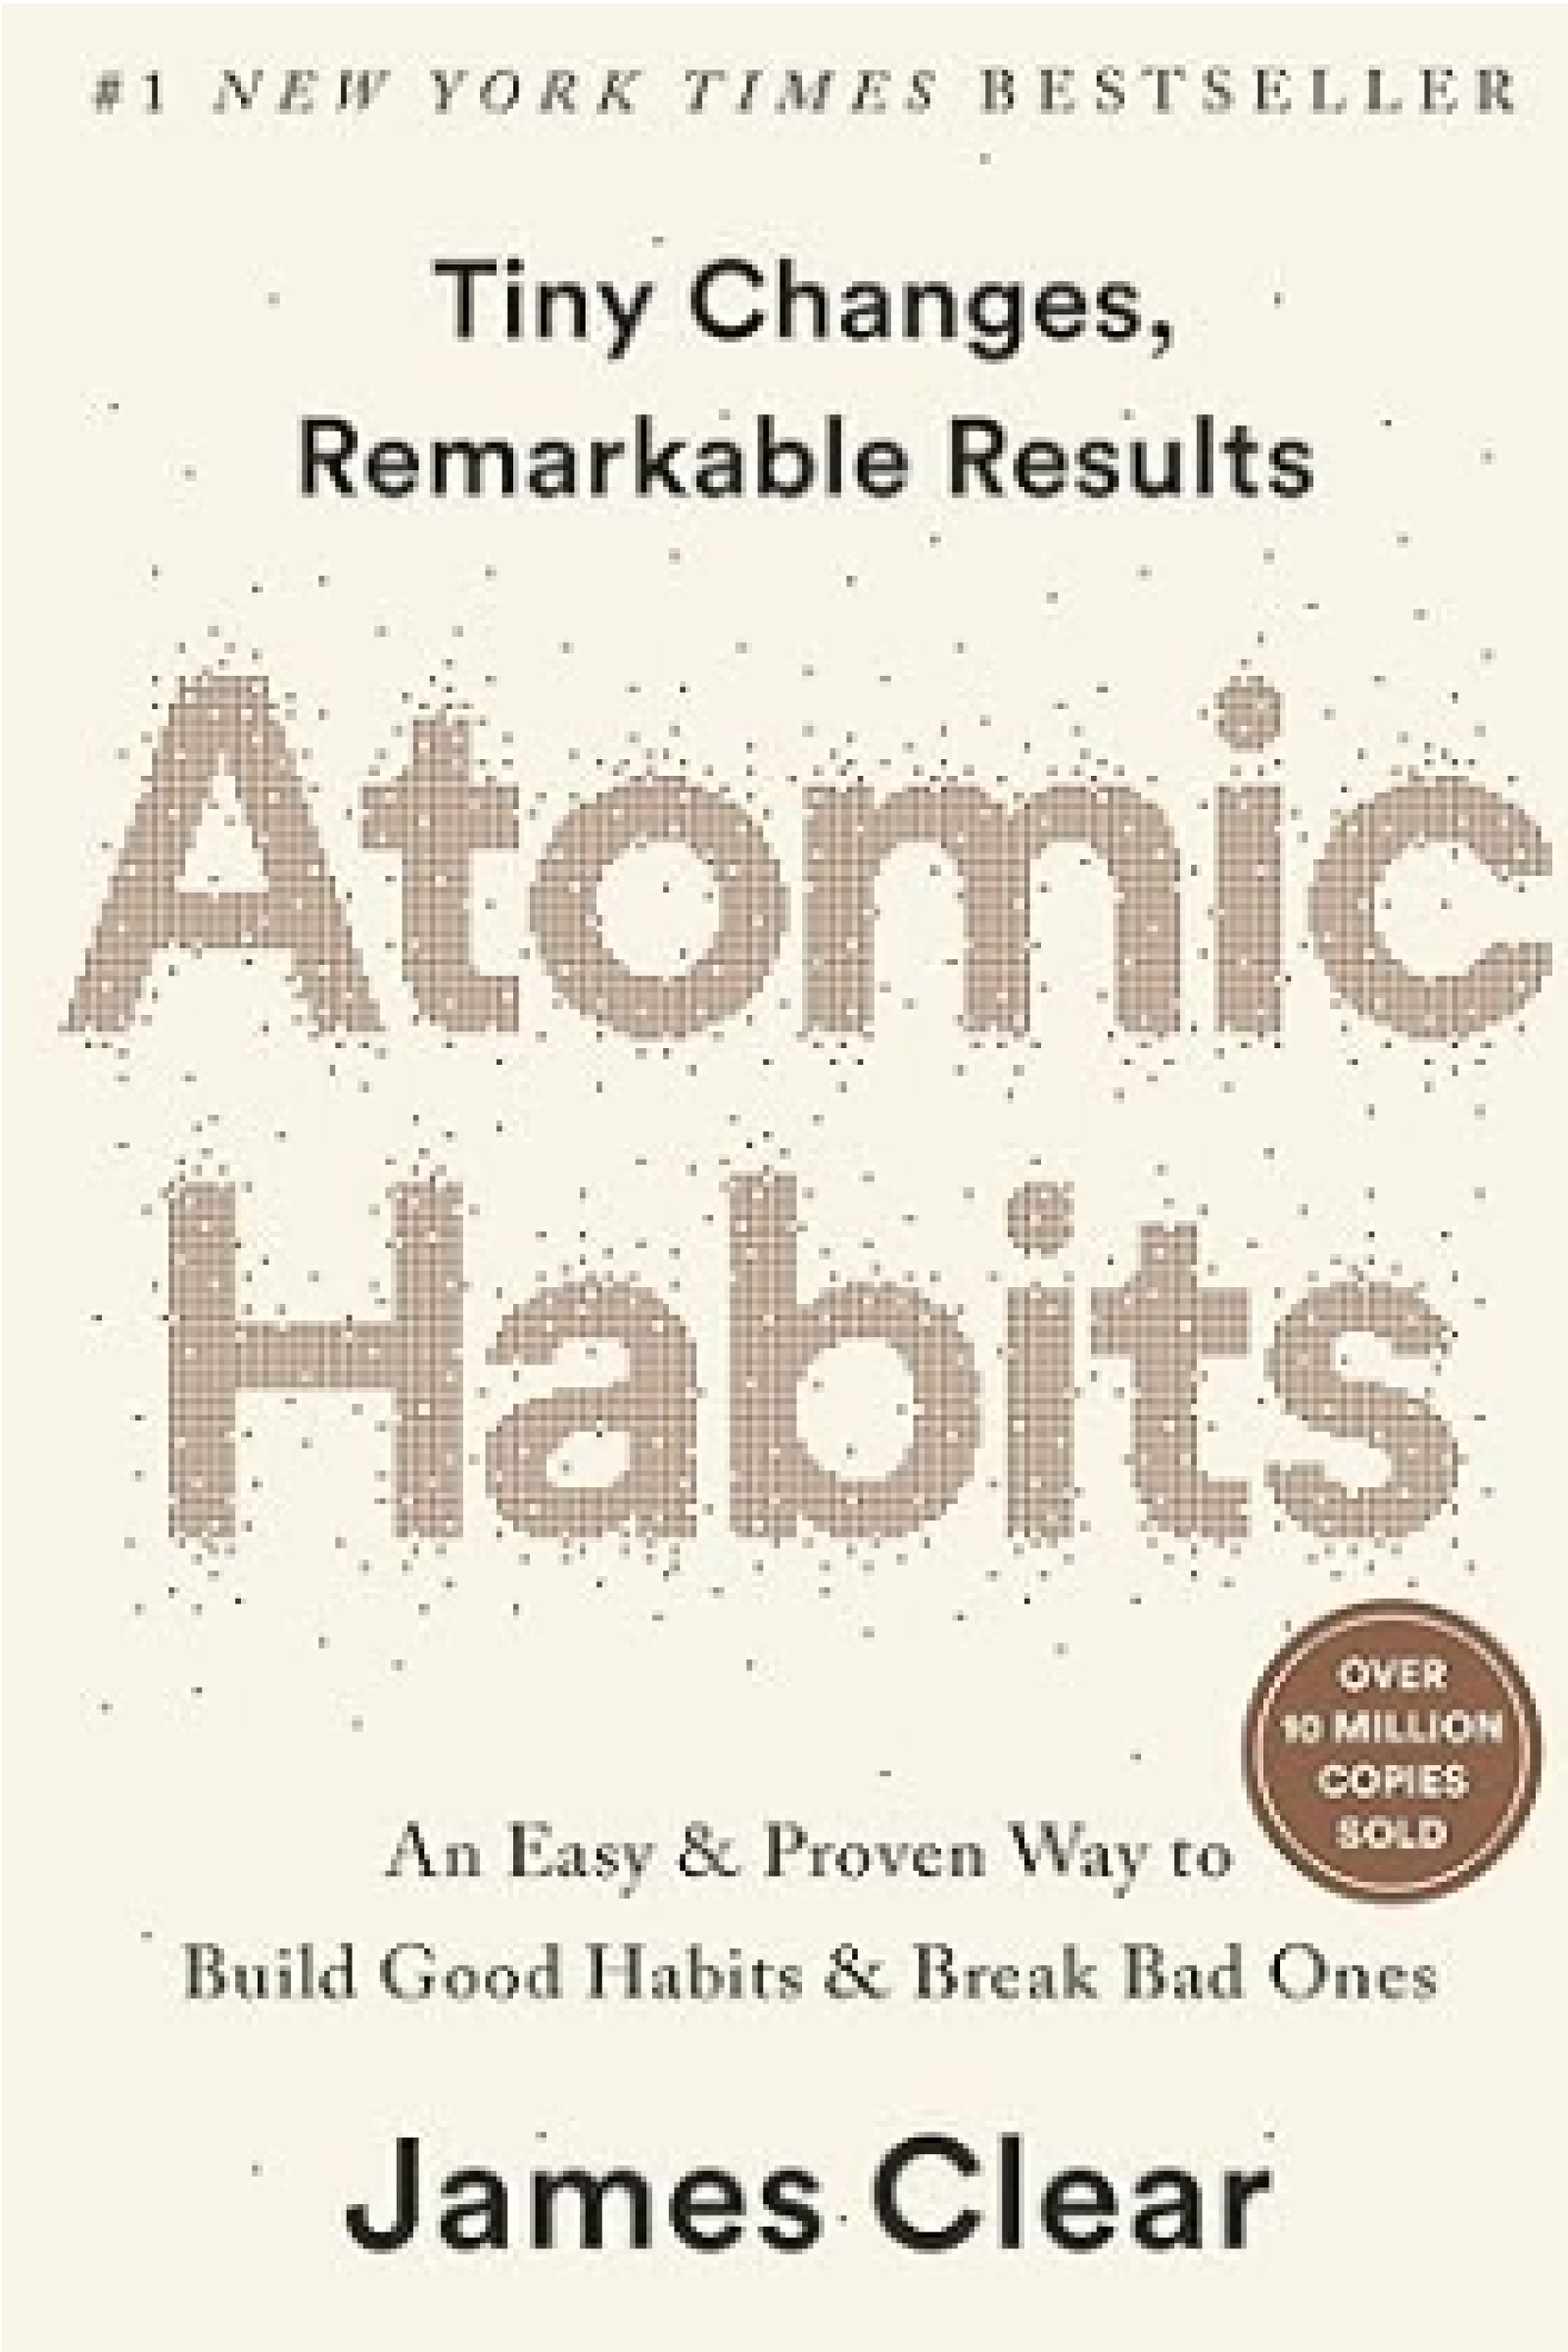 #1 NEW YORK TIMES BESTSELLER
Tiny Changes,
Remarkable Results
Atomic
Habits
OVER
10 MILLION
COPIES
SOLD
An Easy & Proven Way to
Build Good Habits & Break Bad Ones
James Clear